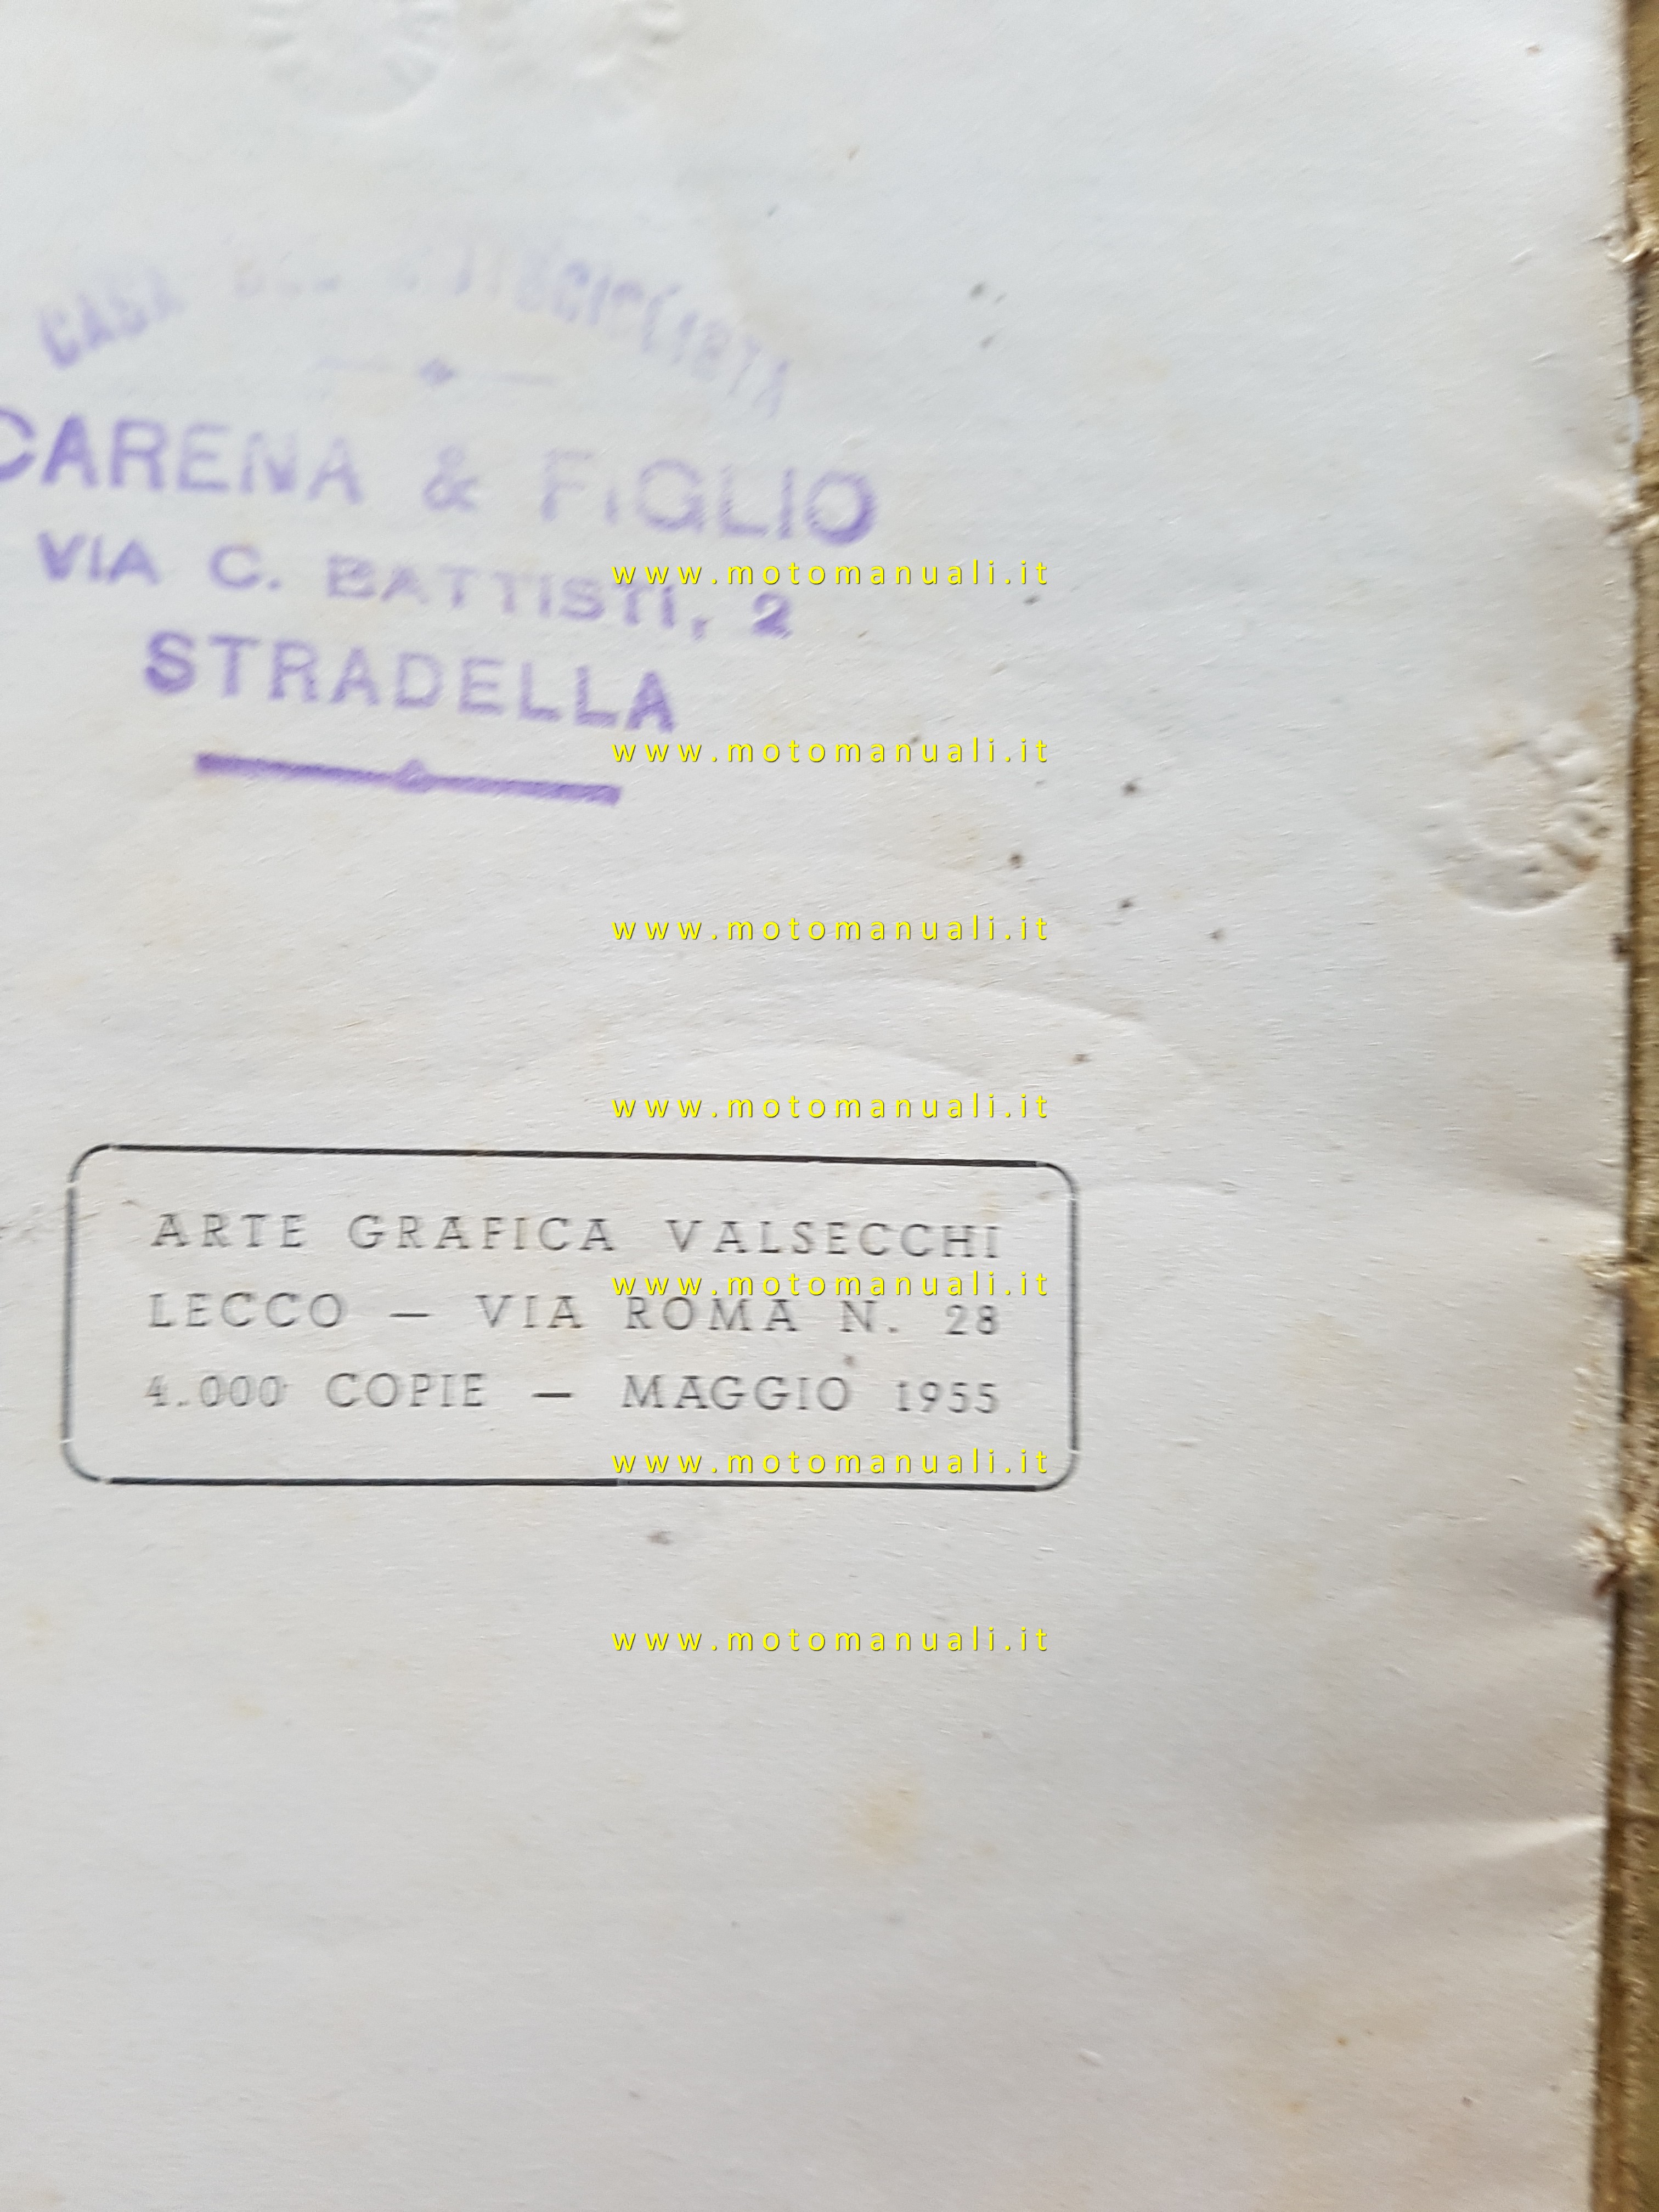 CASA
CARENA & FIGLIO
VIA C. BATTISTI, 2
www.motomanuali.it
STRADELLA
www.motomanuali.it
www.motomanuali.it
www.motomanuali.it
ARTE GRAFICA VALSECCHI
www.motomanuali.it
LECCO — VIA ROMA N. 28
4.000 COPIE — MAGGIO 1955
www.motomanuali.it
www.motomanuali.it